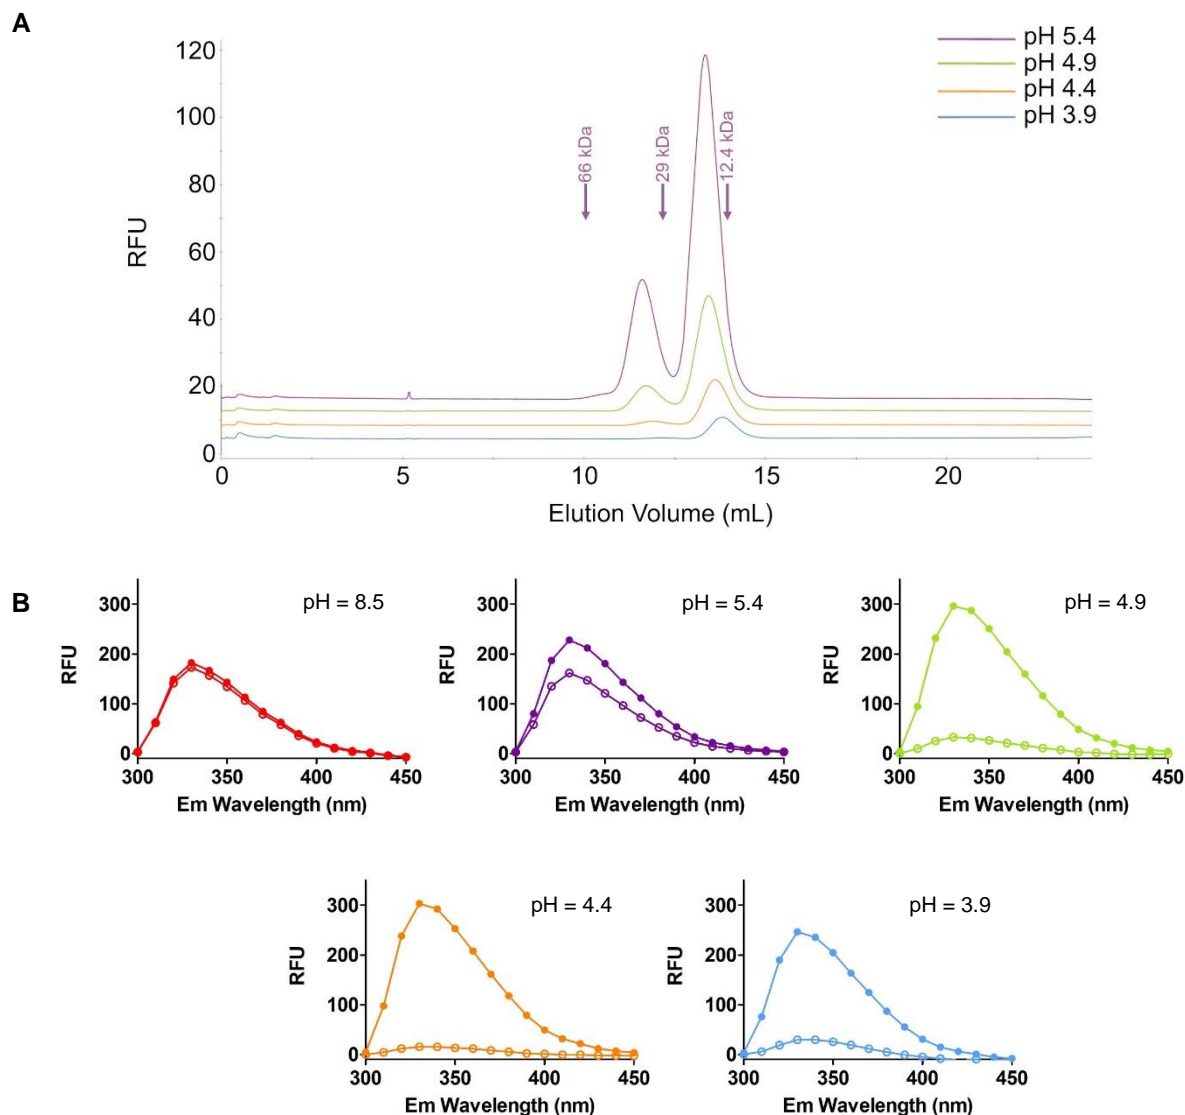 A
pH 5.4
pH 4.9
pH 4.4
pH 3.9
120
100
80
60
40
20
0
RFU
66 kDa
29 kDa
12.4 kDa
0 5 10 15 20
Elution Volume (mL)
B
pH = 8.5
300
200
100
0
RFU
300 350 400 450
Em Wavelength (nm)
pH = 5.4
300
200
100
0
RFU
300 350 400 450
Em Wavelength (nm)
pH = 4.9
300
200
100
0
RFU
300 350 400 450
Em Wavelength (nm)
pH = 4.4
300
200
100
0
RFU
300 350 400 450
Em Wavelength (nm)
pH = 3.9
300
200
100
0
RFU
300 350 400 450
Em Wavelength (nm)